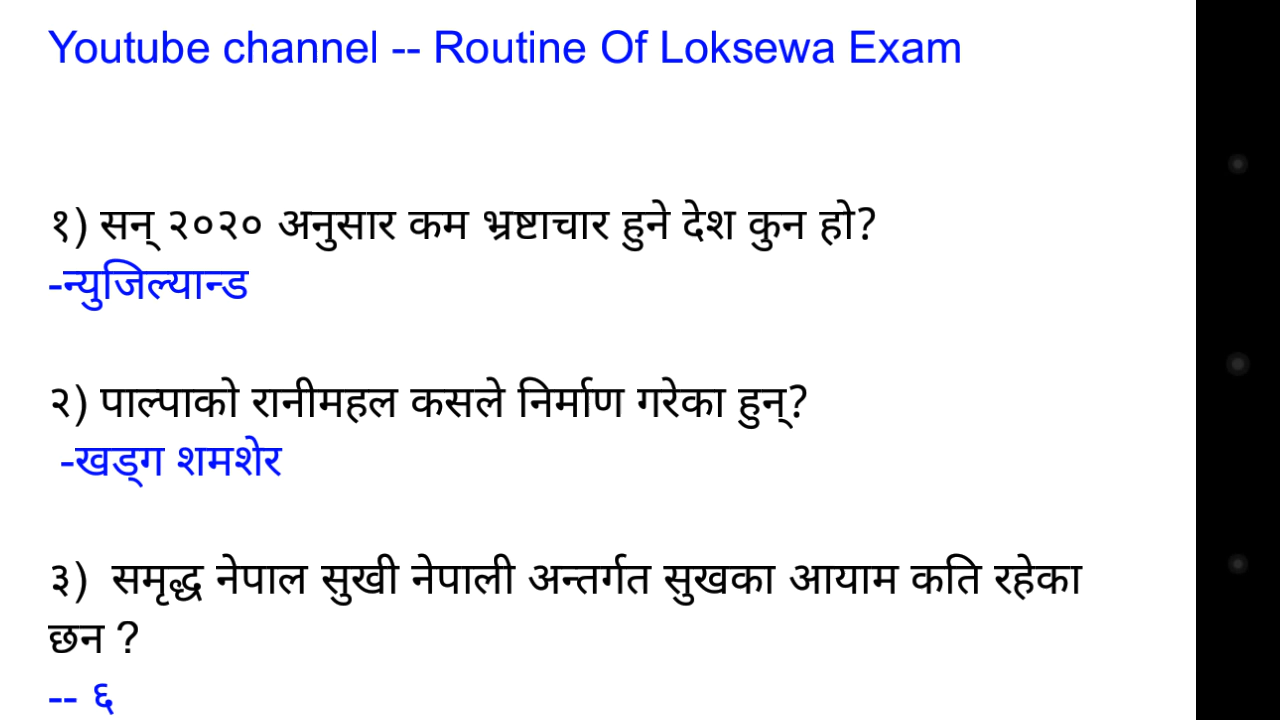 Youtube channel -- Routine Of Loksewa Exam
१) सन् २०२० अनुसार कम भ्रष्टाचार हुने देश कुन हो?
-न्युजिल्यान्ड
२) पाल्पाको रानीमहल कसले निर्माण गरेका हुन्?
-खड्ग शमशेर
३) समृद्ध नेपाल सुखी नेपाली अन्तर्गत सुखका आयाम कति रहेका
छन ?
-- ६